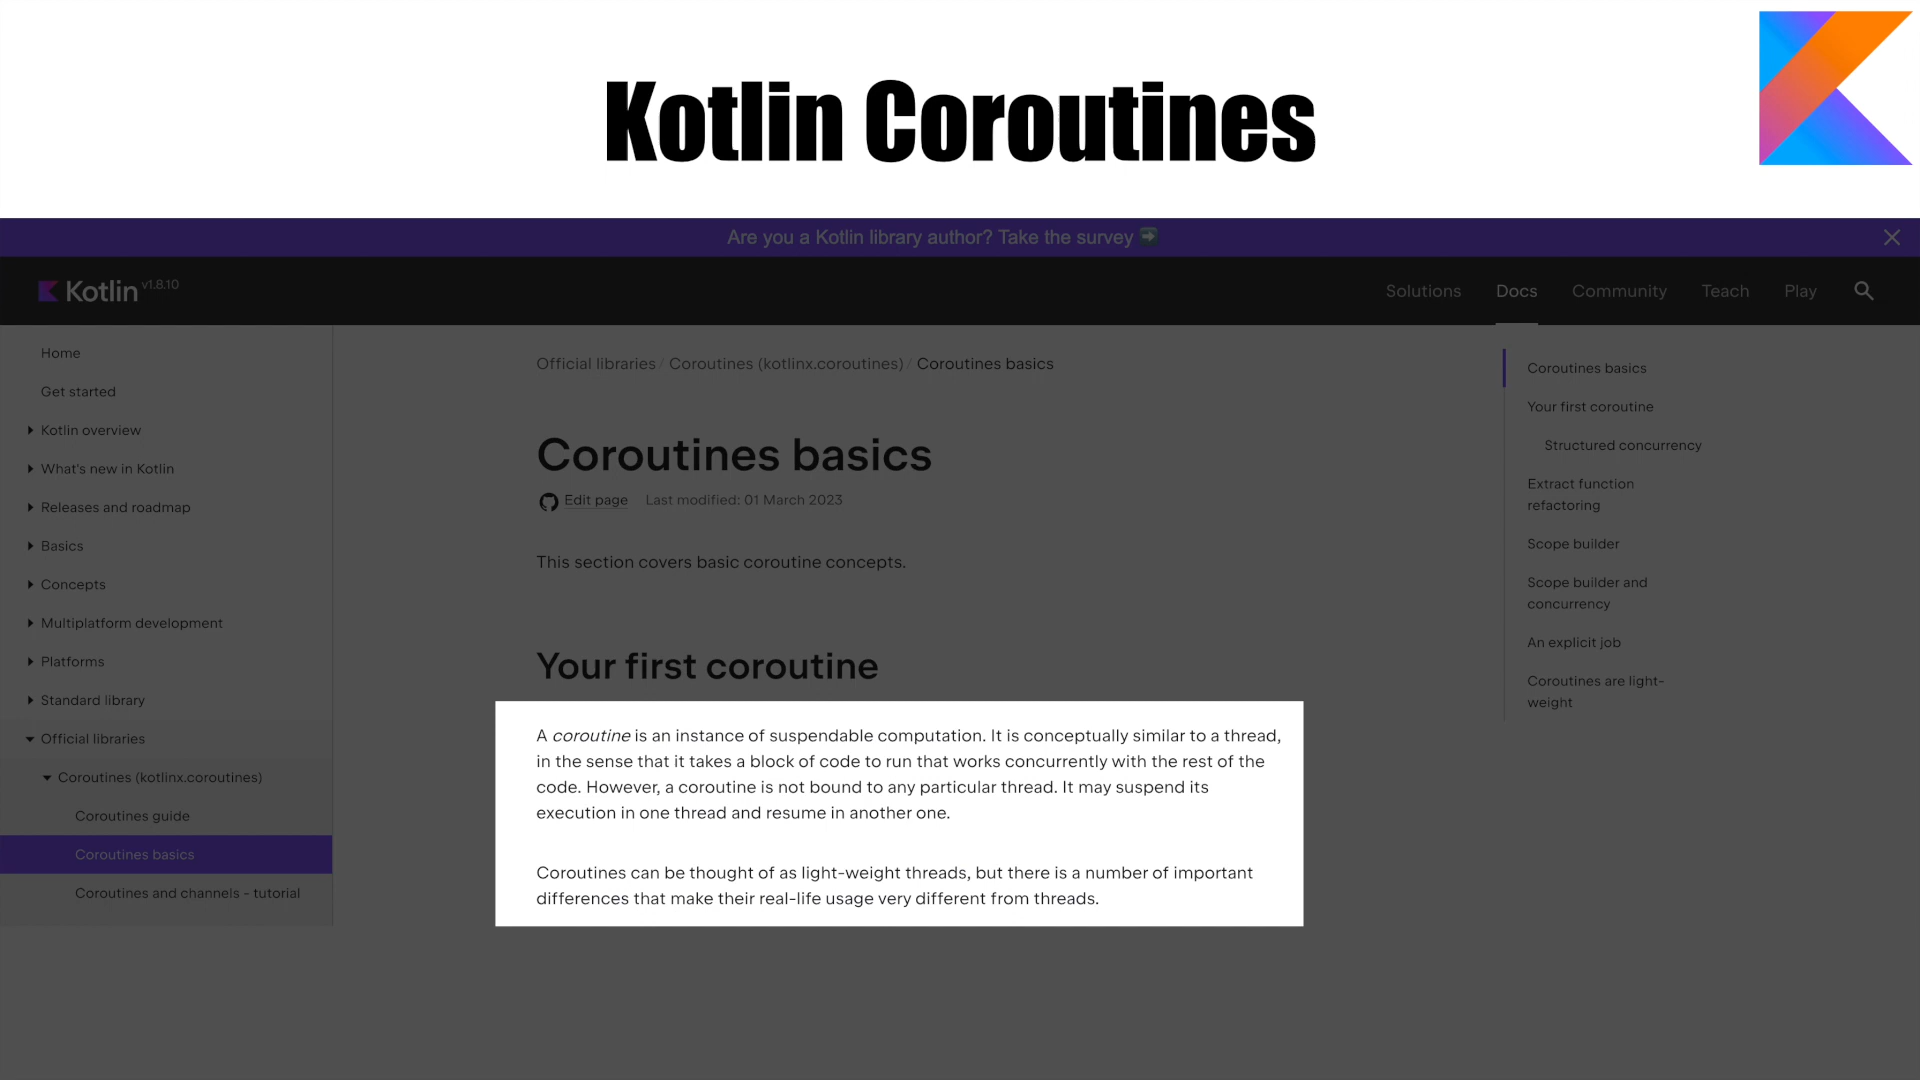 Kotlin Coroutines
Are you a Kotlin library author? Take the survey ➡
Kotlin v1.8.10
Solutions
Docs
Community
Teach
Play
Home
Get started
Kotlin overview
What's new in Kotlin
Releases and roadmap
Basics
Concepts
Multiplatform development
Platforms
Standard library
Official libraries
Coroutines (kotlinx.coroutines)
Coroutines guide
Coroutines basics
Coroutines and channels - tutorial
Official libraries / Coroutines (kotlinx.coroutines) / Coroutines basics
Coroutines basics
Edit page Last modified: 01 March 2023
This section covers basic coroutine concepts.
Your first coroutine
A coroutine is an instance of suspendable computation. It is conceptually similar to a thread,
in the sense that it takes a block of code to run that works concurrently with the rest of the
code. However, a coroutine is not bound to any particular thread. It may suspend its
execution in one thread and resume in another one.
Coroutines can be thought of as light-weight threads, but there is a number of important
differences that make their real-life usage very different from threads.
Coroutines basics
Your first coroutine
Structured concurrency
Extract function
refactoring
Scope builder
Scope builder and
concurrency
An explicit job
Coroutines are light-
weight